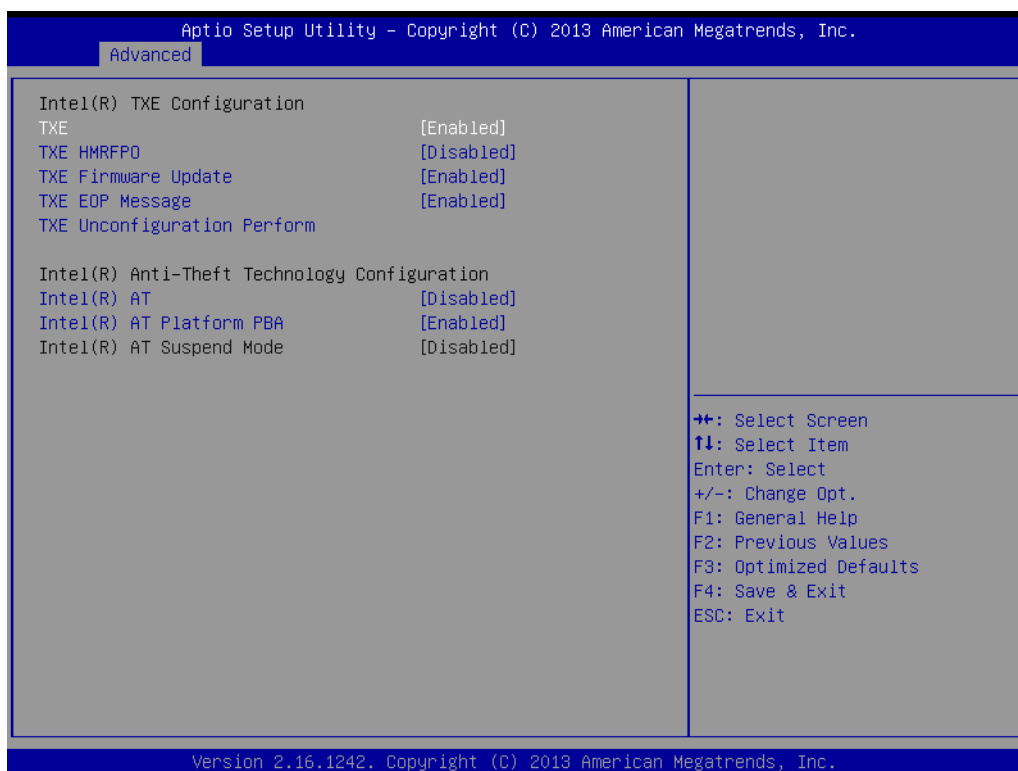 Aptio Setup Utility – Copyright (C) 2013 American Megatrends, Inc.
Advanced
Intel(R) TXE Configuration
TXE [Enabled]
TXE HMRFPO [Disabled]
TXE Firmware Update [Enabled]
TXE EOP Message [Enabled]
TXE Unconfiguration Perform
Intel(R) Anti-Theft Technology Configuration
Intel(R) AT [Disabled]
Intel(R) AT Platform PBA [Enabled]
Intel(R) AT Suspend Mode [Disabled]
→←: Select Screen
↑↓: Select Item
Enter: Select
+/-: Change Opt.
F1: General Help
F2: Previous Values
F3: Optimized Defaults
F4: Save & Exit
ESC: Exit
Version 2.16.1242. Copyright (C) 2013 American Megatrends, Inc.